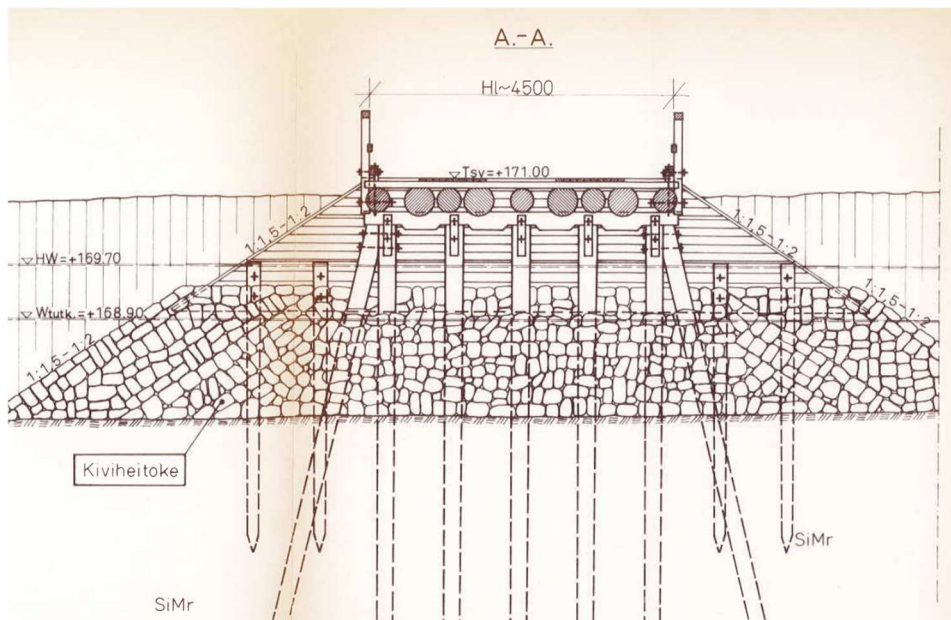 A.-A.
Hl~4500
Tsv=+171.00
1:1,5-1:2
1:1,5-1:2
HW=+169.70
Wtutk.=+168.90
1:1,5-1:2
1:1,5-1:2
Kiviheitoke
SiMr
SiMr